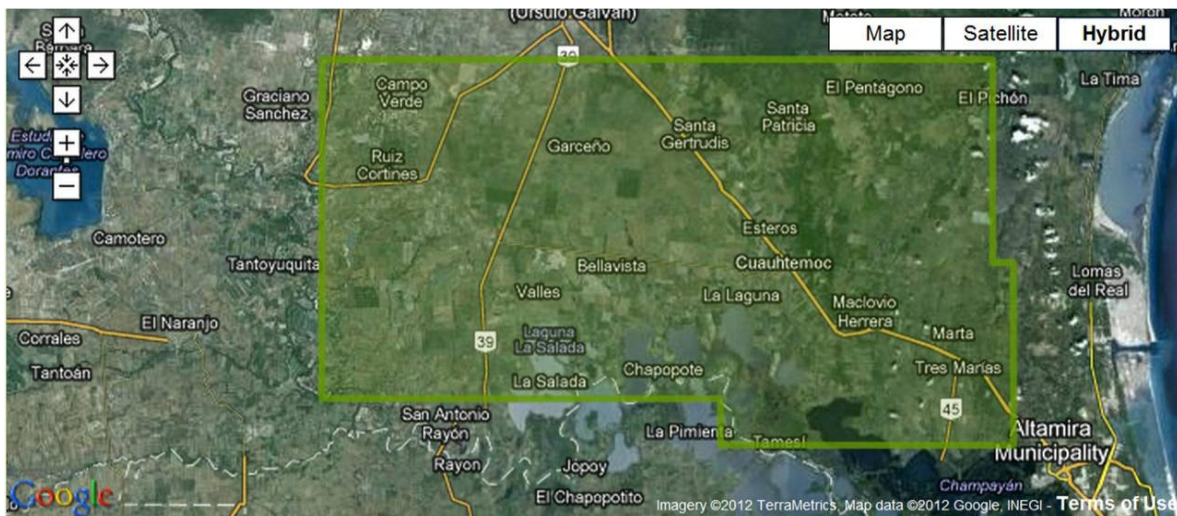 (Ursulo Galván)
Map
Satellite
Hybrid
La Tima
El Pentágono
El Pichón
Campo
Verde
Graciano
Sanchez
Santa
Patricia
Santa
Gertrudis
Garceño
Ruiz
Cortines
Dorantes
Camotero
Esteros
Tantoyuquita
Bellavista
Cuauhtemoc
Lomas
del Real
Valles
La Laguna
Maclovio
Herrera
El Naranjo
Corrales
Laguna
La Salada
Marta
39
Tantoán
Chapopote
Tres Marías
La Salada
45
San Antonio
Rayón
La Pimienta
Tamesí
Altamira
Municipality
Rayon
Jopoy
Champayán
El Chapopotito
Google
Imagery ©2012 TerraMetrics, Map data ©2012 Google, INEGI - Terms of Use